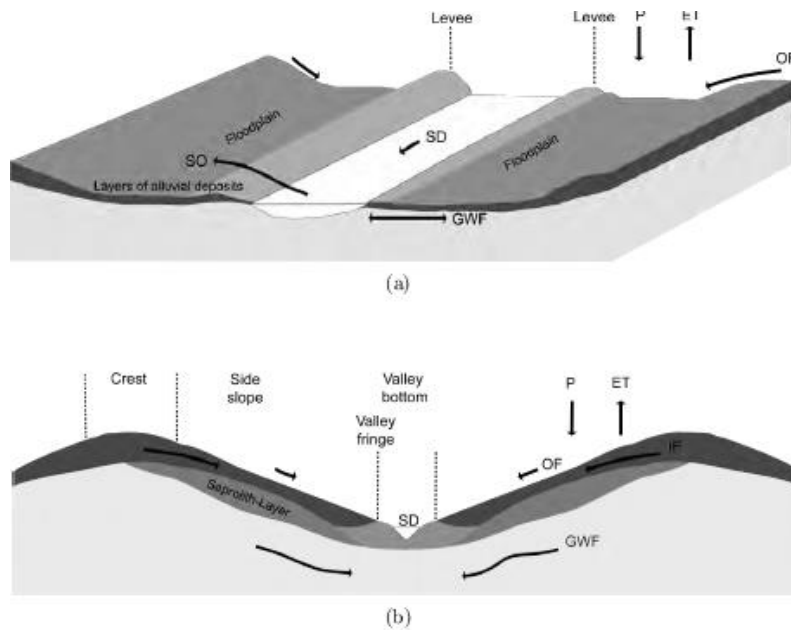 Levee
Levee
P
ET
OF
Floodplain
SO
SD
Floodplain
Layers of alluvial deposits
GWF
(a)
Crest
Side
slope
Valley
bottom
Valley
fringe
P
ET
OF
IF
Saprolith-Layer
SD
GWF
(b)